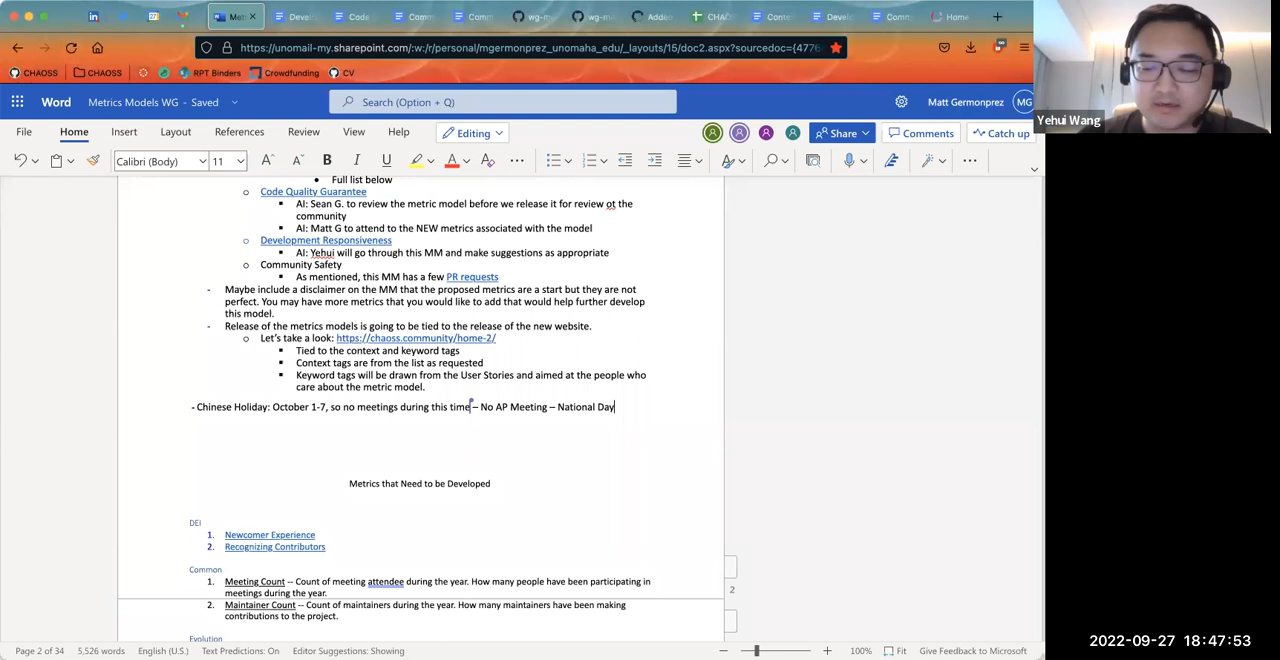 Met
Devel
Code
Comm
Comm
wg-m
wg-m
Addec
CHAO
Conte
Devel
Comm
Home
https://unomail-my.sharepoint.com/:w:/r/personal/mgermonprez_unomaha_edu/_layouts/15/doc2.aspx?sourcedoc={4776
CHAOSS CHAOSS RPT Binders Crowdfunding CV
Word Metrics Models WG - Saved Search (Option + Q) Matt Germonprez MG
Yehui Wang
File Home Insert Layout References Review View Help Editing Share Comments Catch up
Calibri (Body) 11 B I U A
Full list below
Code Quality Guarantee
AI: Sean G. to review the metric model before we release it for review ot the
community
AI: Matt G to attend to the NEW metrics associated with the model
Development Responsiveness
AI: Yehui will go through this MM and make suggestions as appropriate
Community Safety
As mentioned, this MM has a few PR requests
- Maybe include a disclaimer on the MM that the proposed metrics are a start but they are not
perfect. You may have more metrics that you would like to add that would help further develop
this model.
- Release of the metrics models is going to be tied to the release of the new website.
Let's take a look: https://chaoss.community/home-2/
Tied to the context and keyword tags
Context tags are from the list as requested
Keyword tags will be drawn from the User Stories and aimed at the people who
care about the metric model.
- Chinese Holiday: October 1-7, so no meetings during this time – No AP Meeting – National Day
Metrics that Need to be Developed
DEI
1. Newcomer Experience
2. Recognizing Contributors
Common
1. Meeting Count -- Count of meeting attendee during the year. How many people have been participating in
meetings during the year.
2. Maintainer Count -- Count of maintainers during the year. How many maintainers have been making
contributions to the project.
2
Evolution
Page 2 of 34 5,526 words English (U.S.) Text Predictions: On Editor Suggestions: Showing 100% Fit Give Feedback to Microsoft
2022-09-27 18:47:53